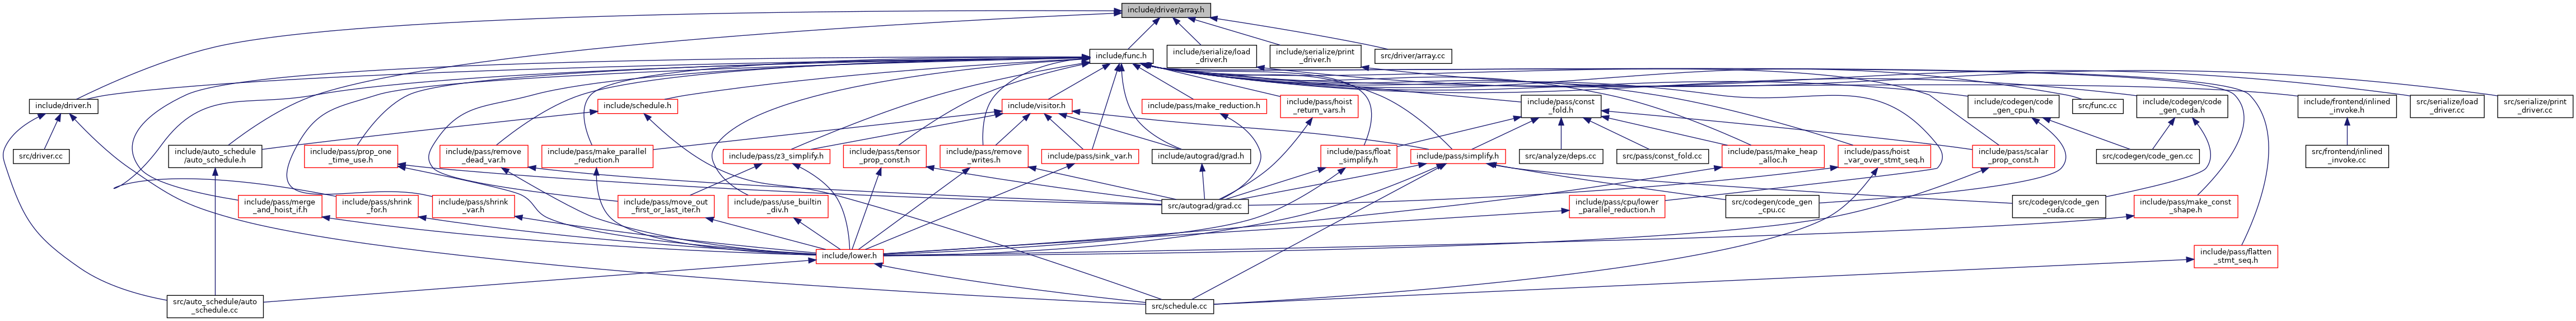 include/driver/array.h
include/func.h
include/serialize/load
_driver.h
include/serialize/print
_driver.h
src/driver/array.cc
include/driver.h
include/schedule.h
include/visitor.h
include/pass/make_reduction.h
include/pass/hoist
_return_vars.h
include/pass/const
_fold.h
include/codegen/code
_gen_cpu.h
src/func.cc
include/codegen/code
_gen_cuda.h
include/frontend/inlined
_invoke.h
src/serialize/load
_driver.cc
src/serialize/print
_driver.cc
src/driver.cc
include/auto_schedule
/auto_schedule.h
include/pass/prop_one
_time_use.h
include/pass/remove
_dead_var.h
include/pass/make_parallel
_reduction.h
include/pass/z3_simplify.h
include/pass/tensor
_prop_const.h
include/pass/remove
_writes.h
include/pass/sink_var.h
include/autograd/grad.h
include/pass/float
_simplify.h
include/pass/simplify.h
src/analyze/deps.cc
src/pass/const_fold.cc
include/pass/make_heap
_alloc.h
include/pass/hoist
_var_over_stmt_seq.h
include/pass/scalar
_prop_const.h
src/codegen/code_gen.cc
src/frontend/inlined
_invoke.cc
include/pass/merge
_and_hoist_if.h
include/pass/shrink
_for.h
include/pass/shrink
_var.h
include/pass/move_out
_first_or_last_iter.h
include/pass/use_builtin
_div.h
src/autograd/grad.cc
include/pass/cpu/lower
_parallel_reduction.h
src/codegen/code_gen
_cpu.cc
src/codegen/code_gen
_cuda.cc
include/pass/make_const
_shape.h
include/lower.h
include/pass/flatten
_stmt_seq.h
src/auto_schedule/auto
_schedule.cc
src/schedule.cc